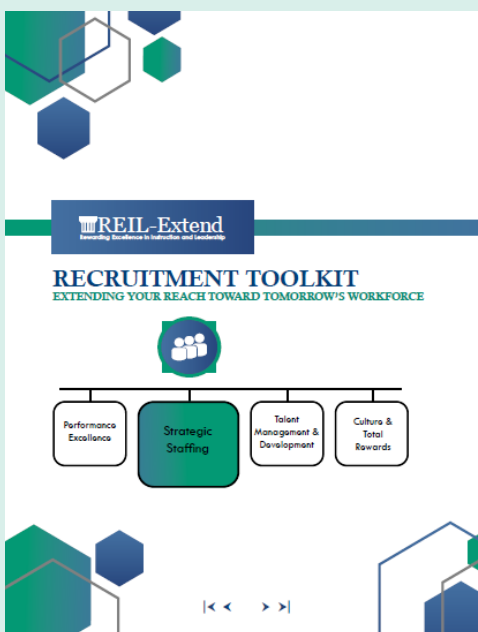 REIL-Extend
Rewarding Excellence in Instruction and Leadership
RECRUITMENT TOOLKIT
EXTENDING YOUR REACH TOWARD TOMORROW'S WORKFORCE
Performance
Excellence
Strategic
Staffing
Talent
Management &
Development
Culture &
Total
Rewards